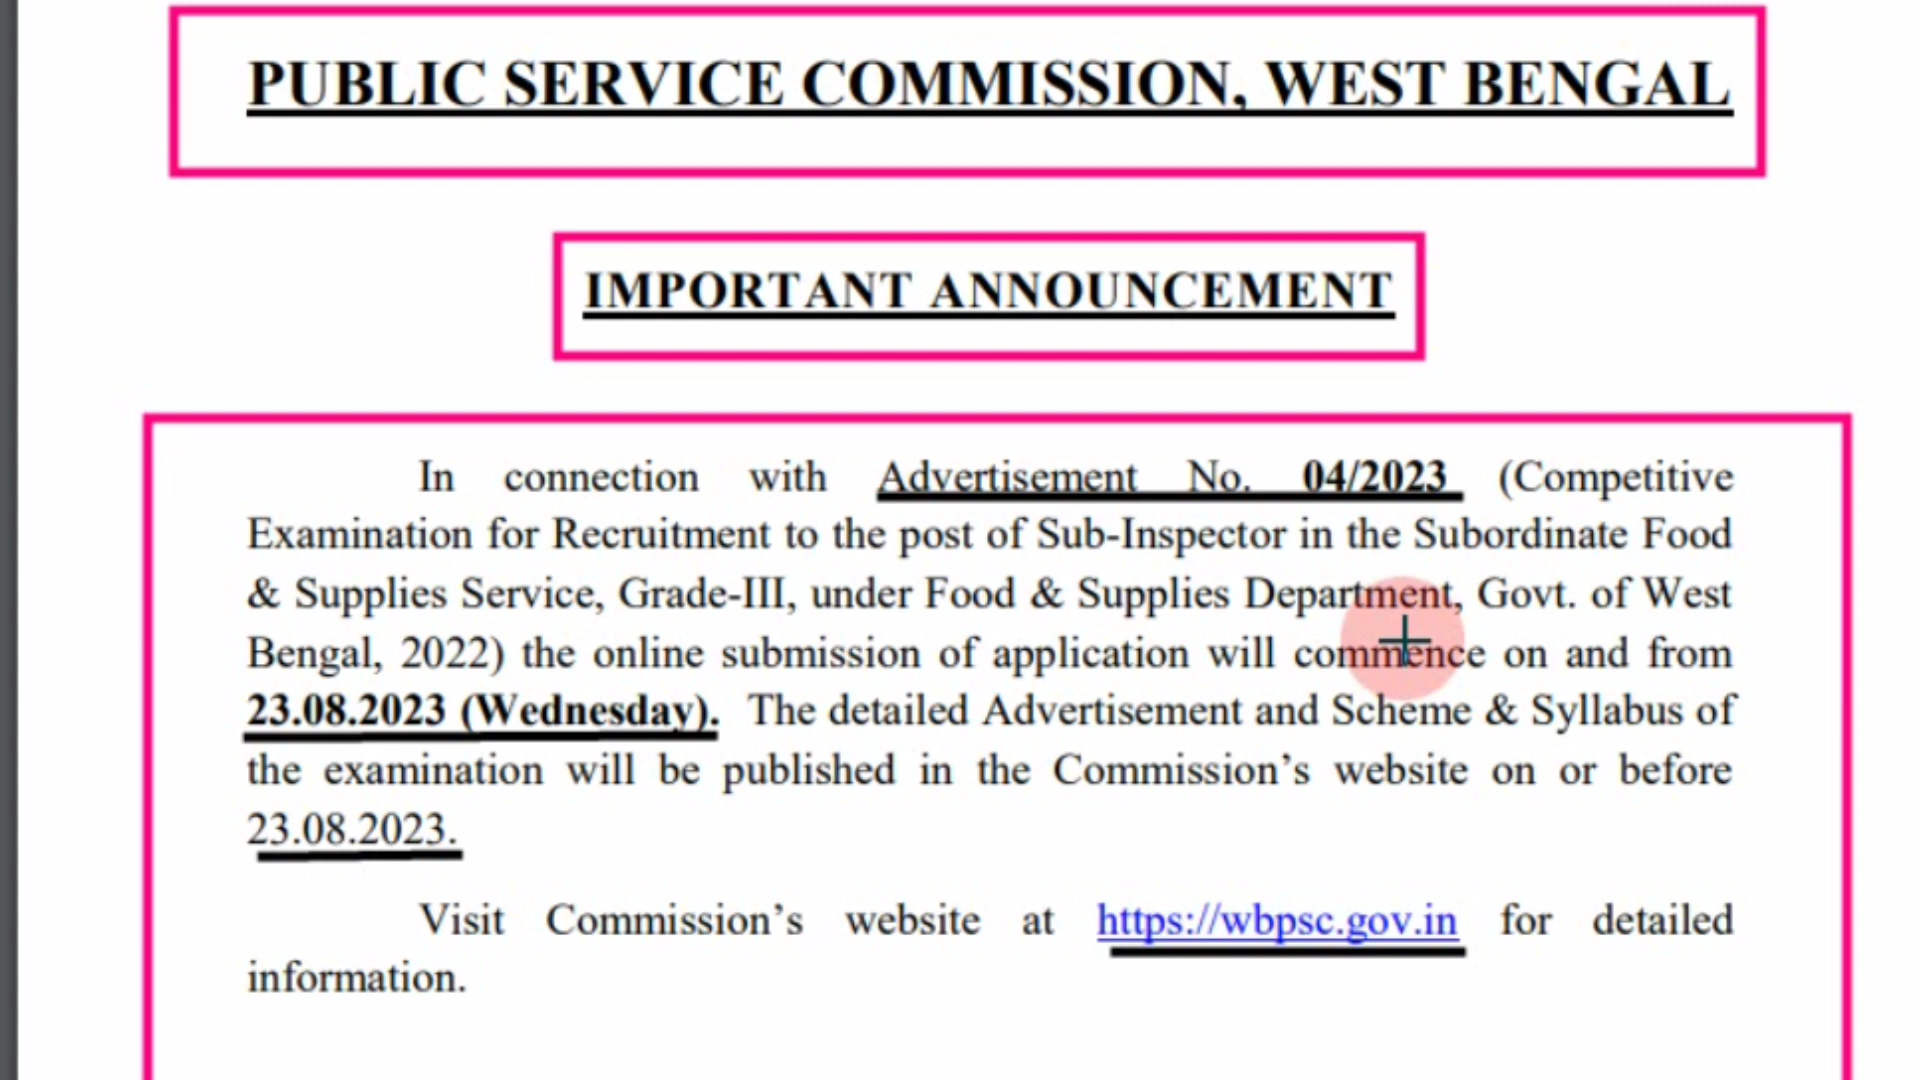 PUBLIC SERVICE COMMISSION, WEST BENGAL
IMPORTANT ANNOUNCEMENT
In connection with Advertisement No. 04/2023 (Competitive
Examination for Recruitment to the post of Sub-Inspector in the Subordinate Food
& Supplies Service, Grade-III, under Food & Supplies Department, Govt. of West
Bengal, 2022) the online submission of application will commence on and from
23.08.2023 (Wednesday). The detailed Advertisement and Scheme & Syllabus of
the examination will be published in the Commission’s website on or before
23.08.2023.
Visit Commission’s website at https://wbpsc.gov.in for detailed
information.